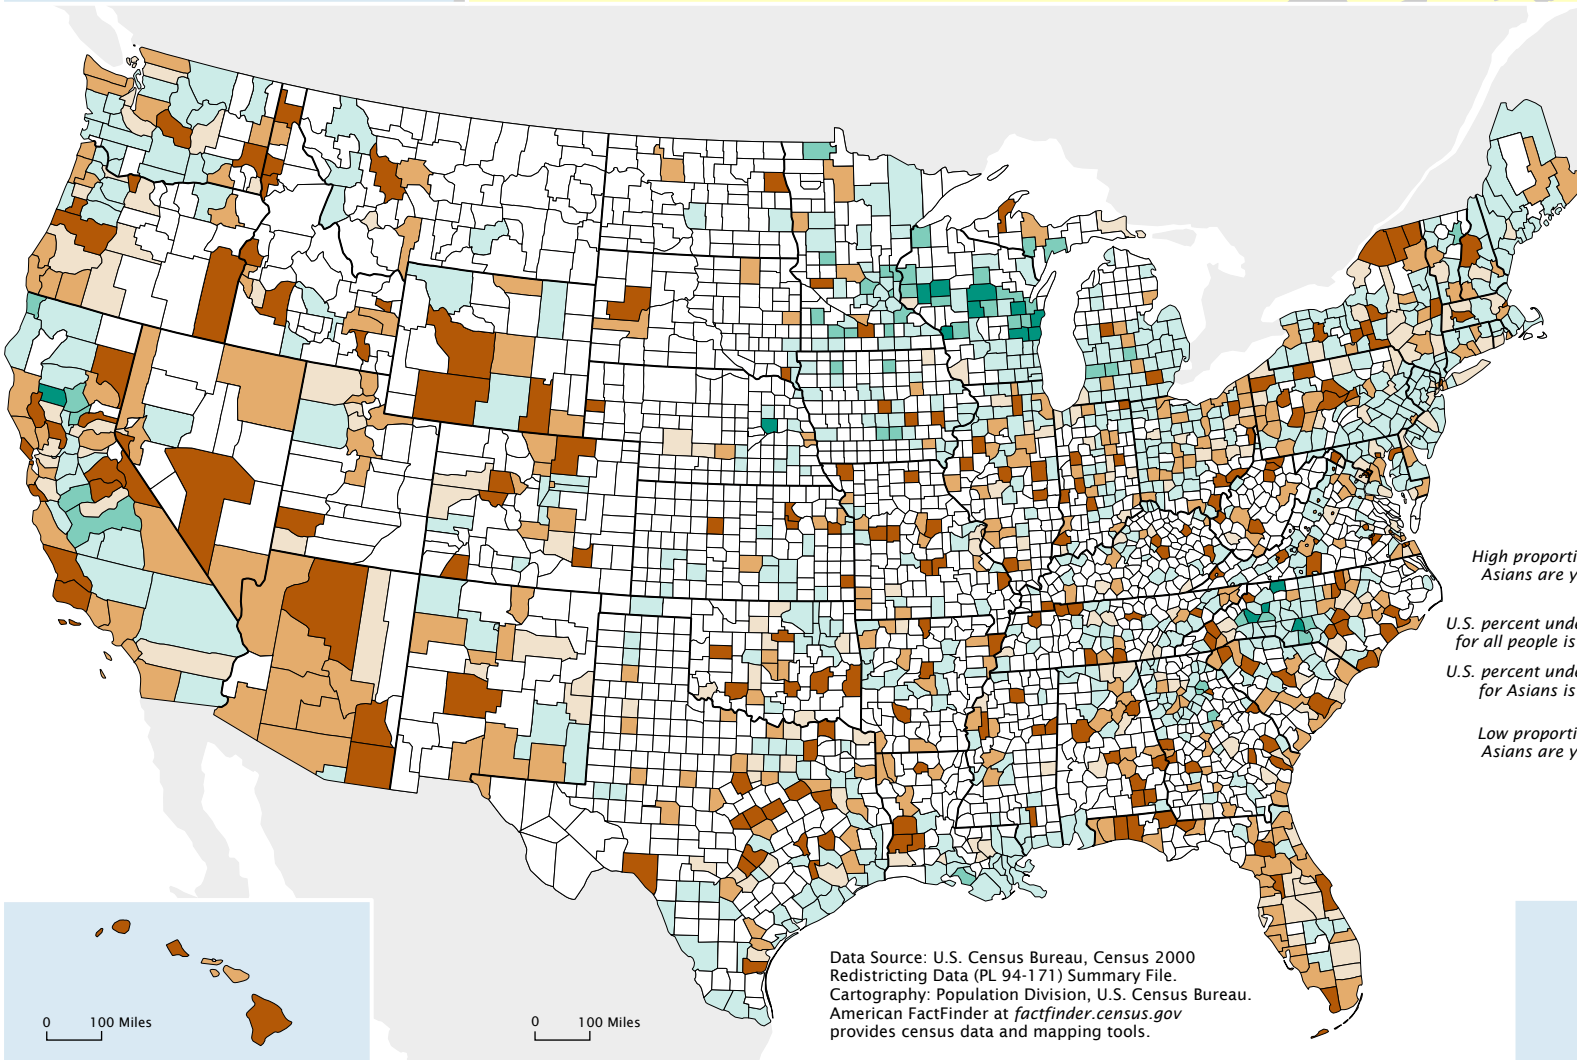 High proporti
Asians are y
U.S. percent unde
for all people is
U.S. percent unde
for Asians is
Low proporti
Asians are y
Data Source: U.S. Census Bureau, Census 2000
Redistricting Data (PL 94-171) Summary File.
Cartography: Population Division, U.S. Census Bureau.
American FactFinder at factfinder.census.gov
provides census data and mapping tools.
0 100 Miles
0 100 Miles